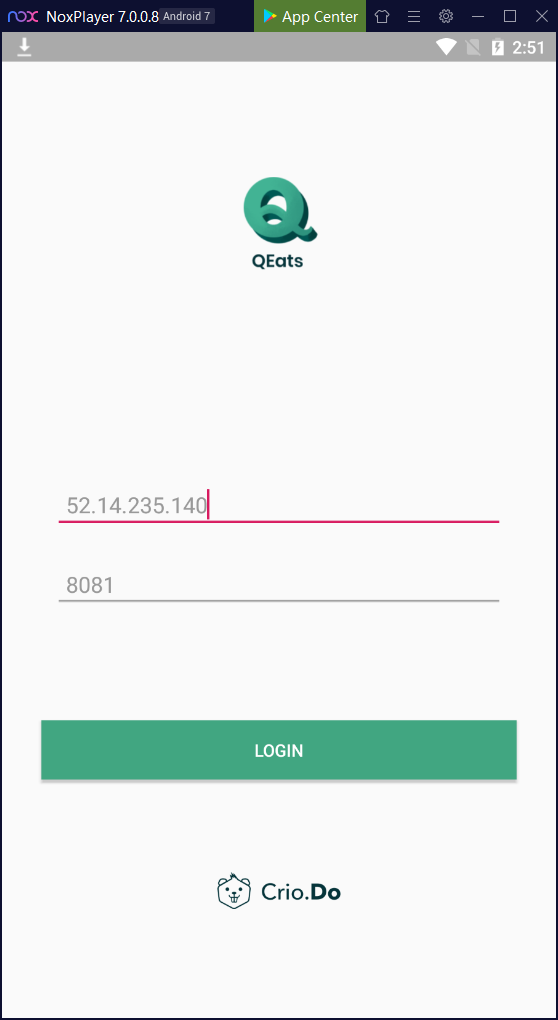 nox NoxPlayer 7.0.0.8 Android 7 App Center
2:51
QEats
52.14.235.140
8081
LOGIN
Crio.Do